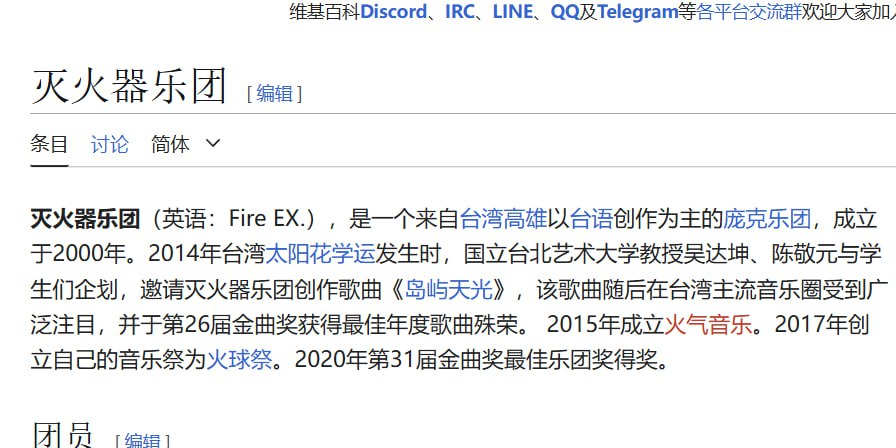 维基百科Discord、IRC、LINE、QQ及Telegram等各平台交流群欢迎大家加
灭火器乐团 [编辑]
条目 讨论 简体
灭火器乐团（英语：Fire EX.），是一个来自台湾高雄以台语创作为主的庞克乐团，成立
于2000年。2014年台湾太阳花学运发生时，国立台北艺术大学教授吴达坤、陈敬元与学
生们企划，邀请灭火器乐团创作歌曲《岛屿天光》，该歌曲随后在台湾主流音乐圈受到广
泛注目，并于第26届金曲奖获得最佳年度歌曲殊荣。 2015年成立火气音乐。2017年创
立自己的音乐祭为火球祭。2020年第31届金曲奖最佳乐团奖得奖。
团员 [编辑]